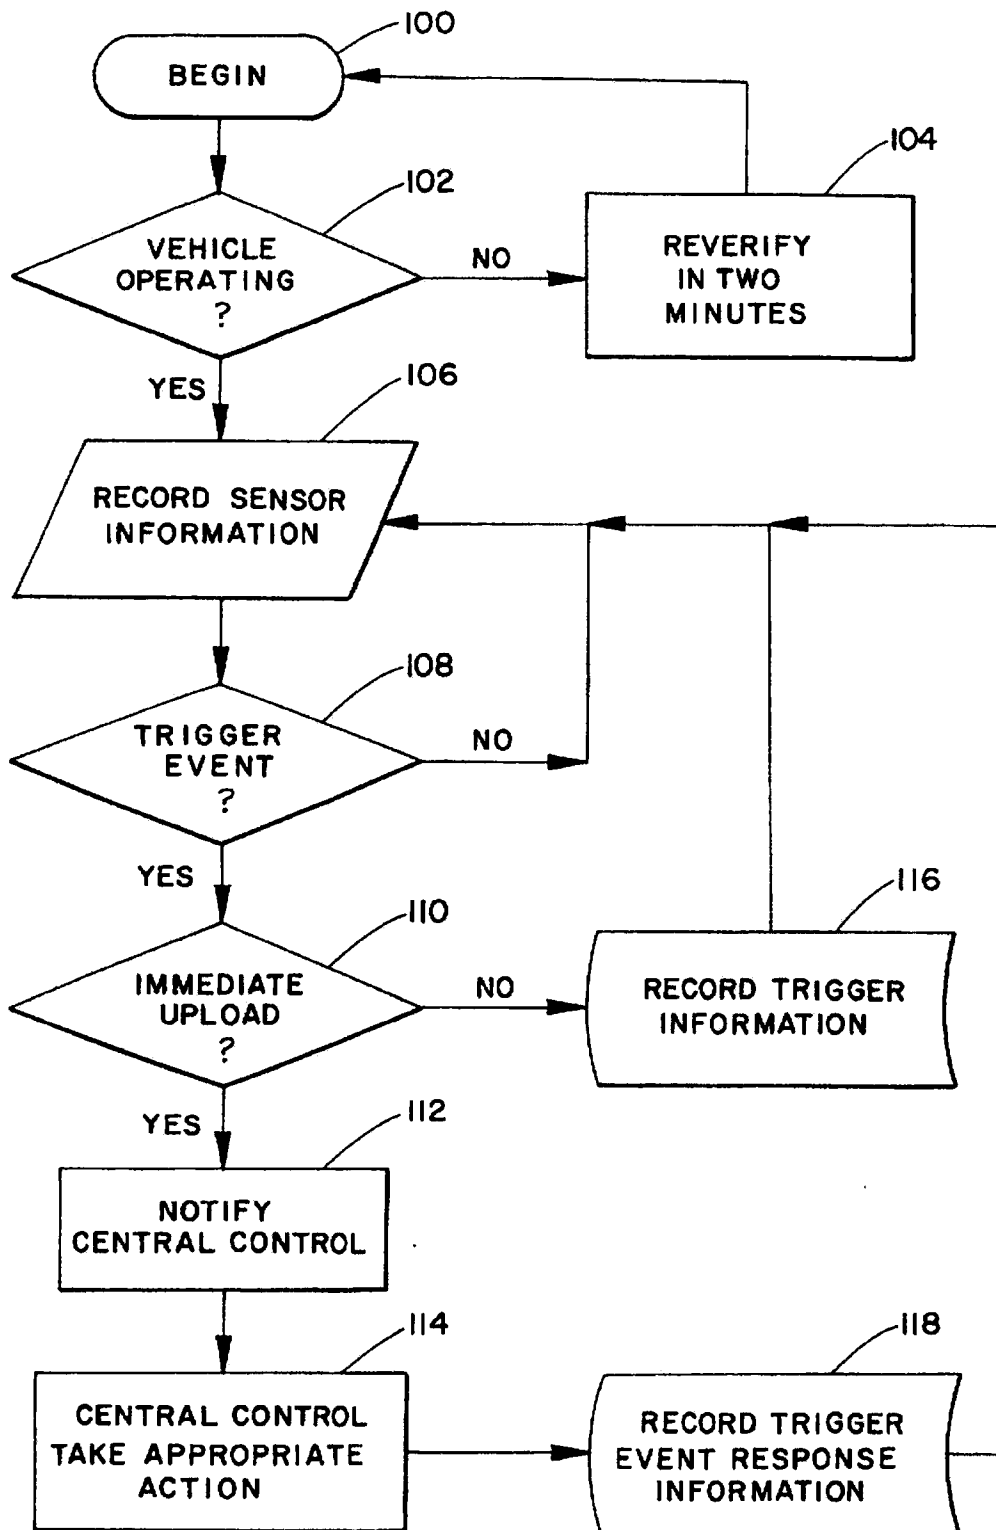 100
BEGIN
104
102
VEHICLE
OPERATING
?
NO
REVERIFY
IN TWO
MINUTES
YES
106
RECORD SENSOR
INFORMATION
108
TRIGGER
EVENT
?
NO
YES
110
116
IMMEDIATE
UPLOAD
?
NO
RECORD TRIGGER
INFORMATION
YES
112
NOTIFY
CENTRAL CONTROL
114
118
CENTRAL CONTROL
TAKE APPROPRIATE
ACTION
RECORD TRIGGER
EVENT RESPONSE
INFORMATION